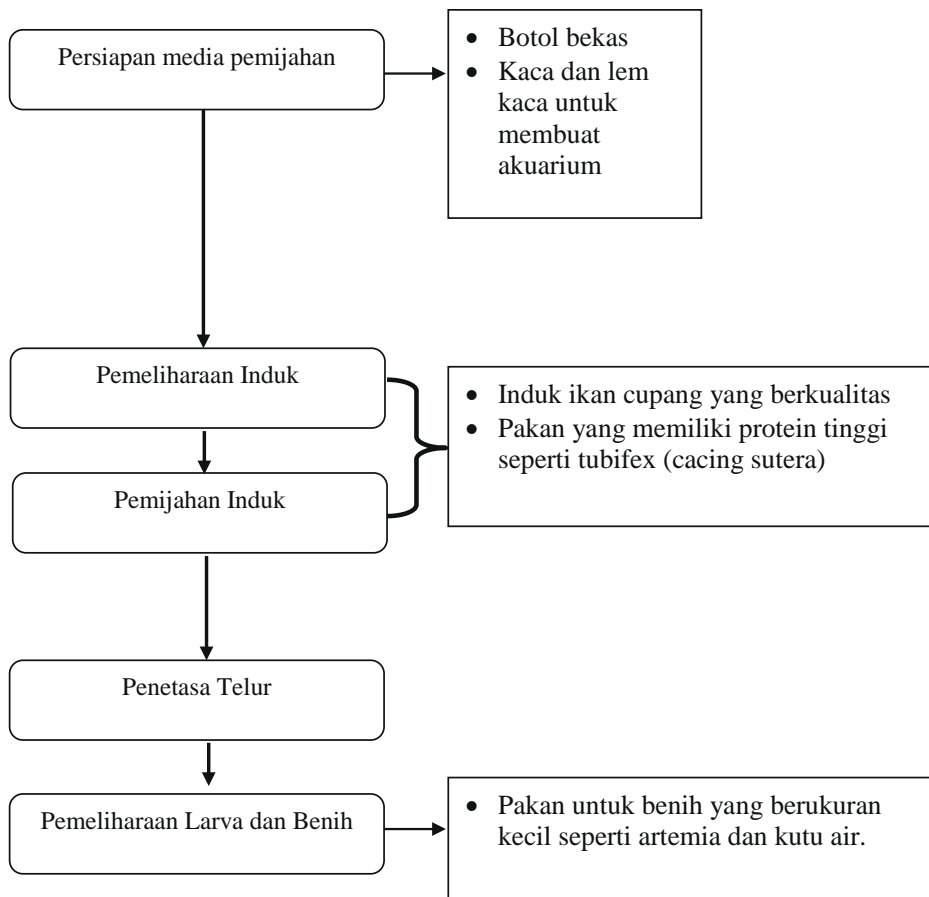 Persiapan media pemijahan
• Botol bekas
• Kaca dan lem
kaca untuk
membuat
akuarium
Pemeliharaan Induk
Pemijahan Induk
• Induk ikan cupang yang berkualitas
• Pakan yang memiliki protein tinggi
seperti tubifex (cacing sutera)
Penetasa Telur
Pemeliharaan Larva dan Benih
• Pakan untuk benih yang berukuran
kecil seperti artemia dan kutu air.